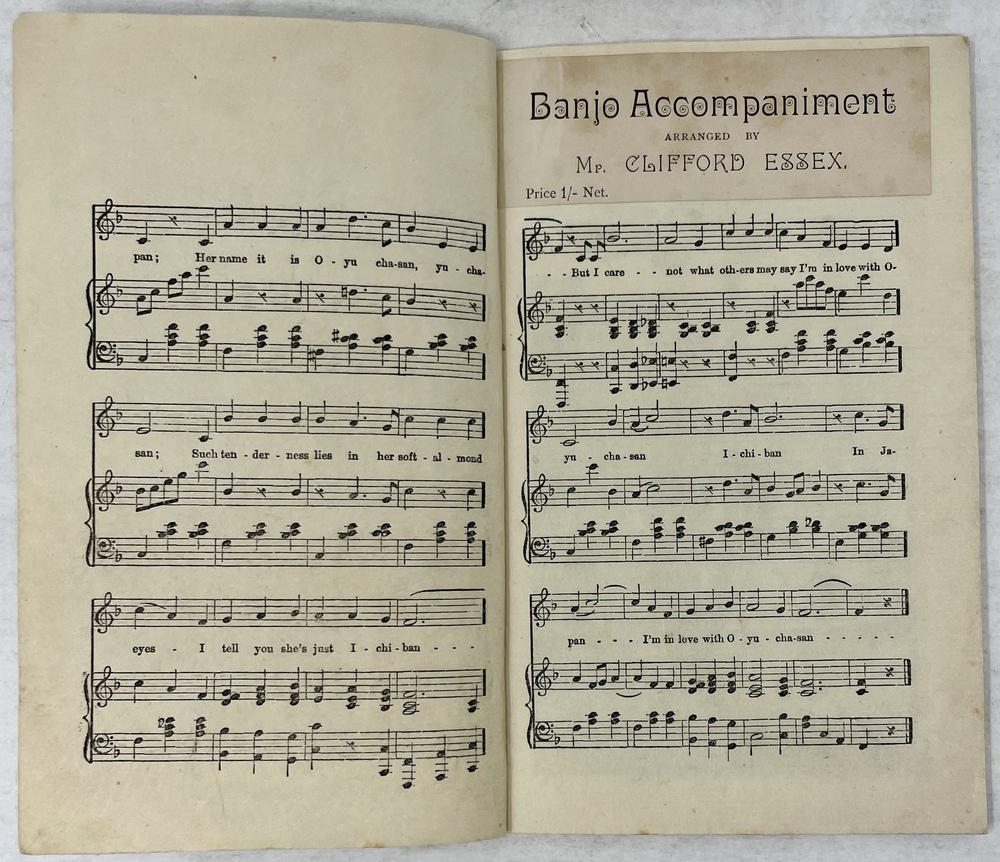 pan; Her name it is O - yu cha-san, yu - cha-
san; Such ten - der - ness lies in her soft - al - mond
eyes - I tell you she's just I - chi - ban - - - -
Banjo Accompaniment
ARRANGED BY
Mr. CLIFFORD ESSEX.
Price 1/- Net.
- - - But I care - - not what oth-ers may say I'm in love with O-
yu - cha-san I - chi - ban In Ja-
pan - - - I'm in love with O - yu - cha-san - - - - -